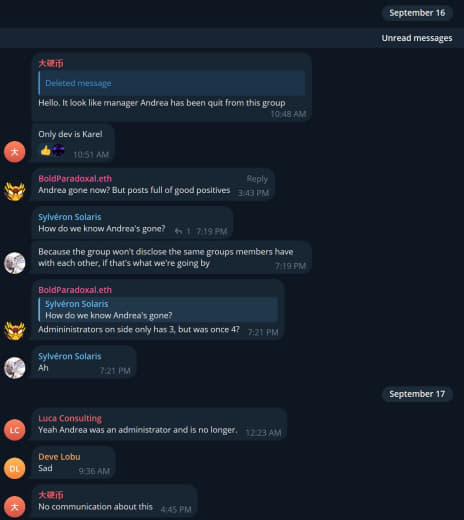 September 16
Unread messages
大硬币
Deleted message
Hello. It look like manager Andrea has been quit from this group
10:48 AM
Only dev is Karel
10:51 AM
大
BoldParadoxal.eth Reply
Andrea gone now? But posts full of good positives 3:43 PM
Sylvéron Solaris
How do we know Andrea's gone? 1 7:19 PM
Because the group won't disclose the same groups members have
with each other, if that's what we're going by 7:19 PM
BoldParadoxal.eth
Sylvéron Solaris
How do we know Andrea's gone?
Admininistrators on side only has 3, but was once 4? 7:21 PM
Sylvéron Solaris
Ah 7:21 PM
September 17
Luca Consulting
LC Yeah Andrea was an administrator and is no longer. 12:23 AM
Deve Lobu
DL Sad 9:36 AM
大硬币
大 No communication about this 4:45 PM